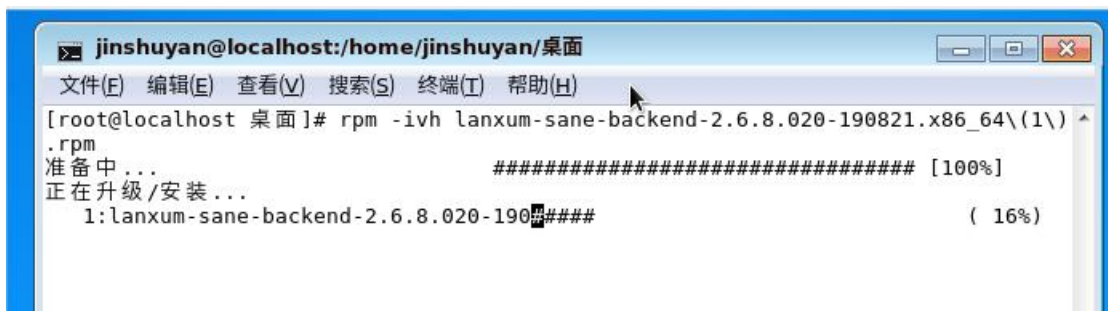 jinshuyan@localhost:/home/jinshuyan/桌面
文件(F) 编辑(E) 查看(V) 搜索(S) 终端(T) 帮助(H)
[root@localhost 桌面]# rpm -ivh lanxum-sane-backend-2.6.8.020-190821.x86_64\(1\)
.rpm
准备中... ################################# [100%]
正在升级/安装...
1:lanxum-sane-backend-2.6.8.020-190##### ( 16%)